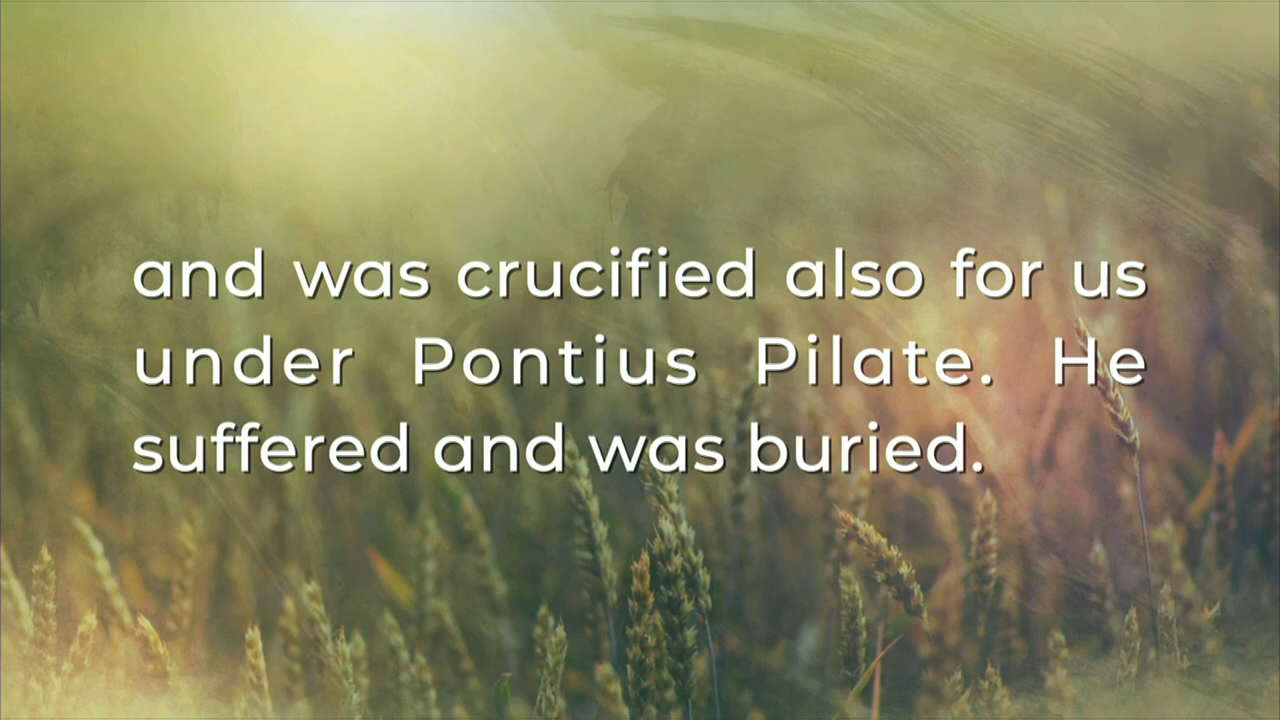 and was crucified also for us
under Pontius Pilate. He
suffered and was buried.